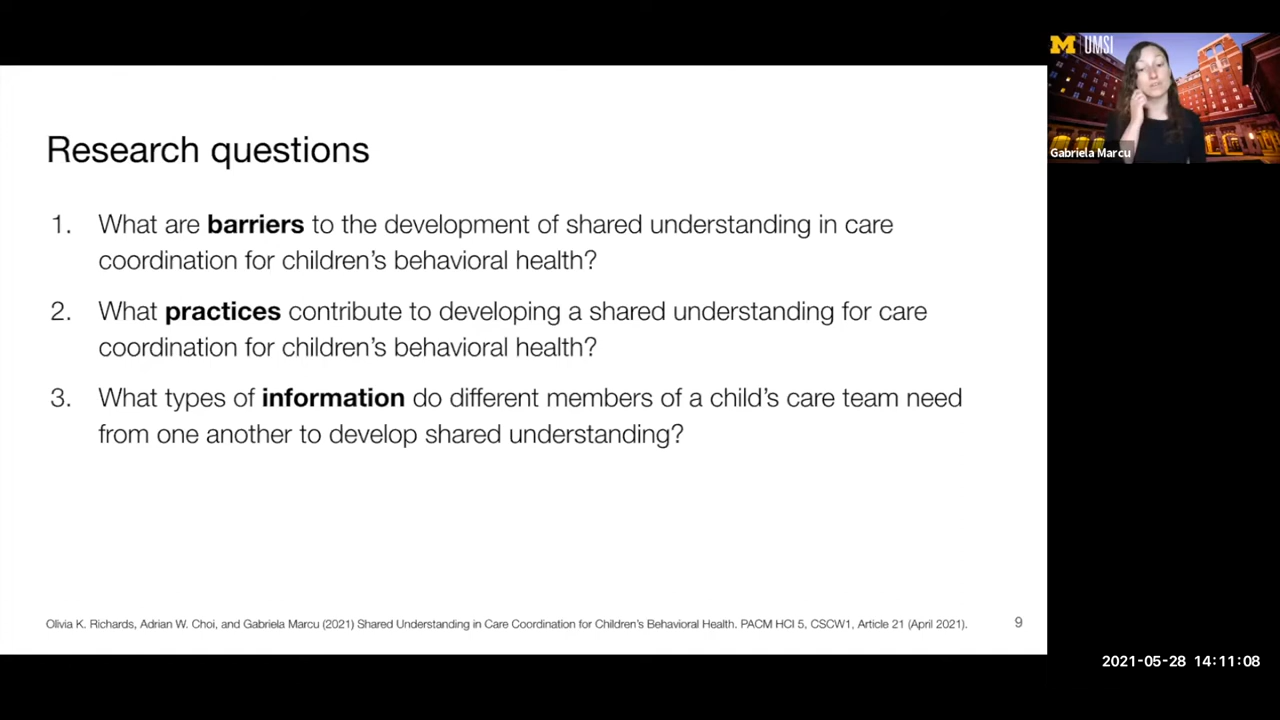 M | UMSI
Gabriela Marcu
Research questions
1. What are barriers to the development of shared understanding in care
coordination for children's behavioral health?
2. What practices contribute to developing a shared understanding for care
coordination for children's behavioral health?
3. What types of information do different members of a child's care team need
from one another to develop shared understanding?
Olivia K. Richards, Adrian W. Choi, and Gabriela Marcu (2021) Shared Understanding in Care Coordination for Children's Behavioral Health. PACM HCI 5, CSCW1, Article 21 (April 2021).
9
2021-05-28 14:11:08